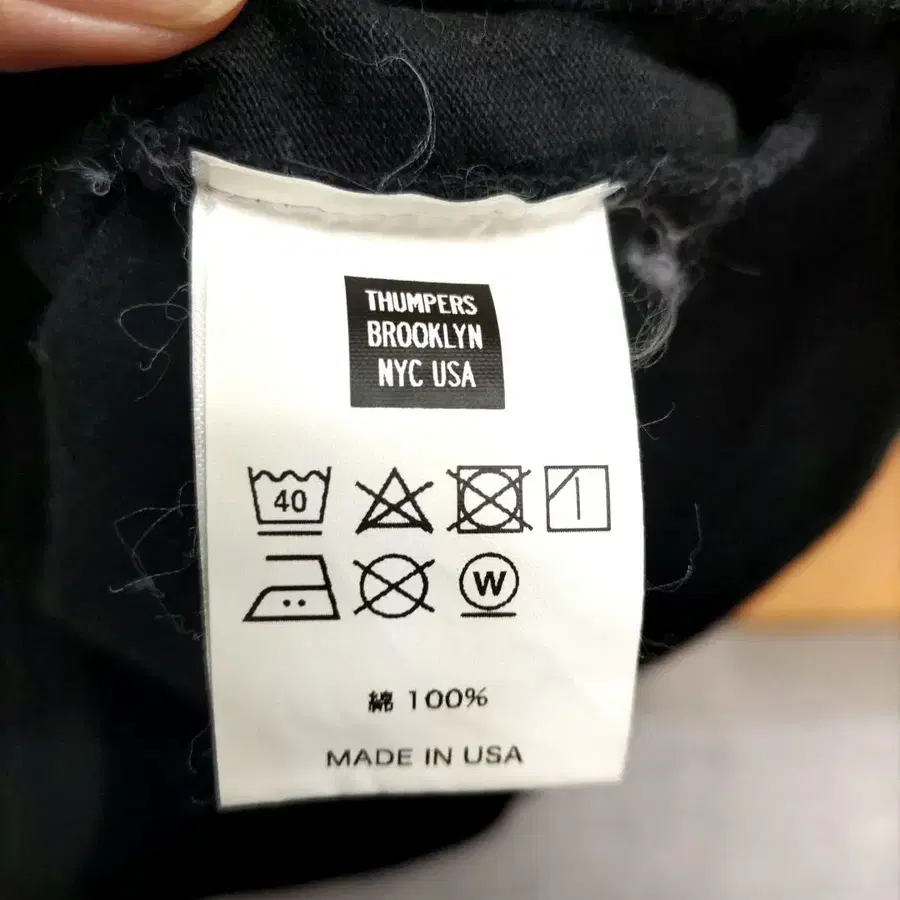 THUMPERS
BROOKLYN
NYC USA
40
W
綿 100%
MADE IN USA